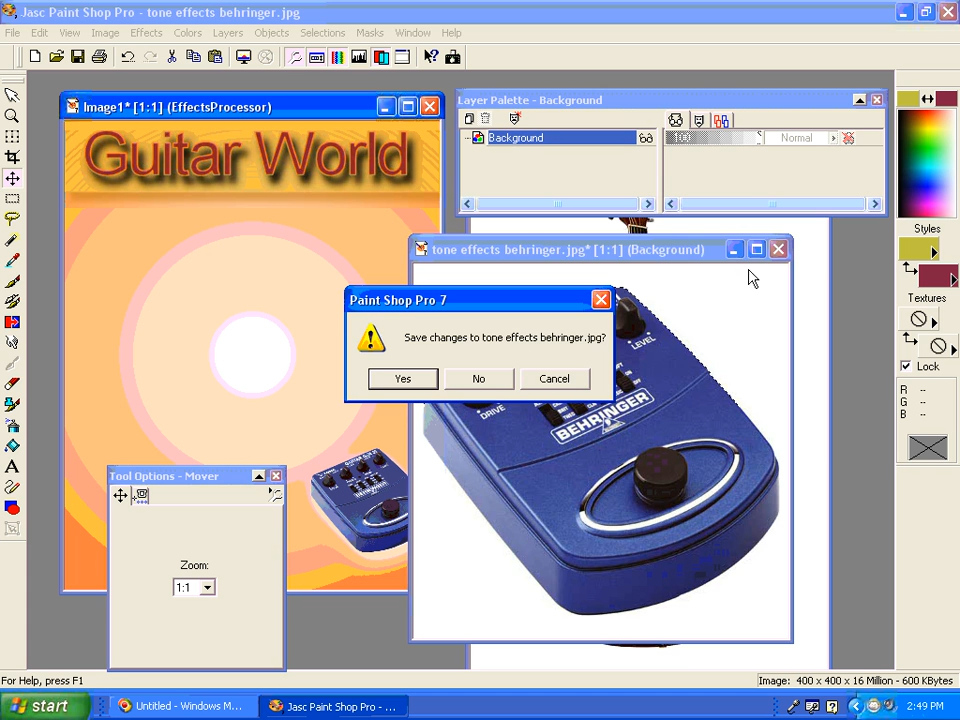 Jasc Paint Shop Pro - tone effects behringer.jpg
File Edit View Image Effects Colors Layers Objects Selections Masks Window Help
Image1* [1:1] (EffectsProcessor)
Guitar World
Layer Palette - Background
Background
100
Normal
tone effects behringer.jpg* [1:1] (Background)
Paint Shop Pro 7
Save changes to tone effects behringer.jpg?
Yes
No
Cancel
LEVEL
DRIVE
BEHRINGER
Tool Options - Mover
Zoom:
1:1
Styles
Textures
Lock
R --
G --
B --
For Help, press F1
Image: 400 x 400 x 16 Million - 600 KBytes
start
Untitled - Windows M...
Jasc Paint Shop Pro - ...
2:49 PM